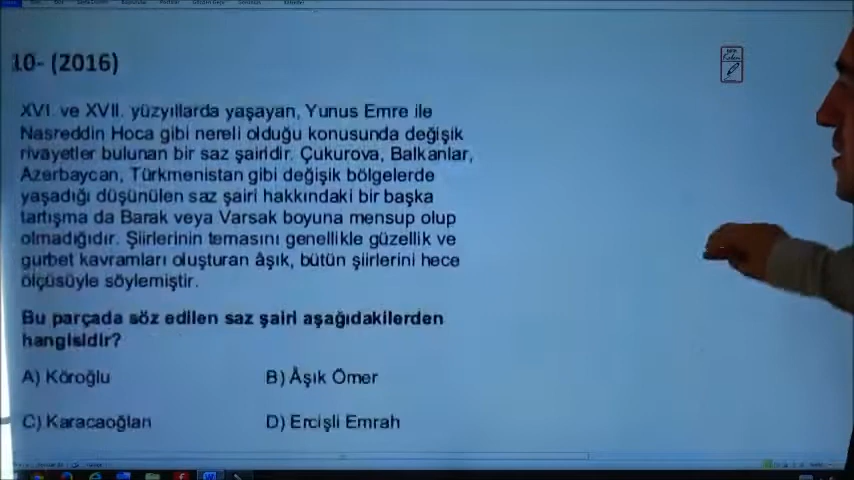 10- (2016)
XVI. ve XVII. yüzyıllarda yaşayan, Yunus Emre ile
Nasreddin Hoca gibi nereli olduğu konusunda değişik
rivayetler bulunan bir saz şairidir. Çukurova, Balkanlar,
Azerbaycan, Türkmenistan gibi değişik bölgelerde
yaşadığı düşünülen saz şairi hakkındaki bir başka
tartışma da Barak veya Varsak boyuna mensup olup
olmadığıdır. Şiirlerinin temasını genellikle güzellik ve
gurbet kavramları oluşturan âşık, bütün şiirlerini hece
ölçüsüyle söylemiştir.
Bu parçada söz edilen saz şairi aşağıdakilerden
hangisidir?
A) Köroğlu
B) Âşık Ömer
C) Karacaoğlan
D) Ercişli Emrah